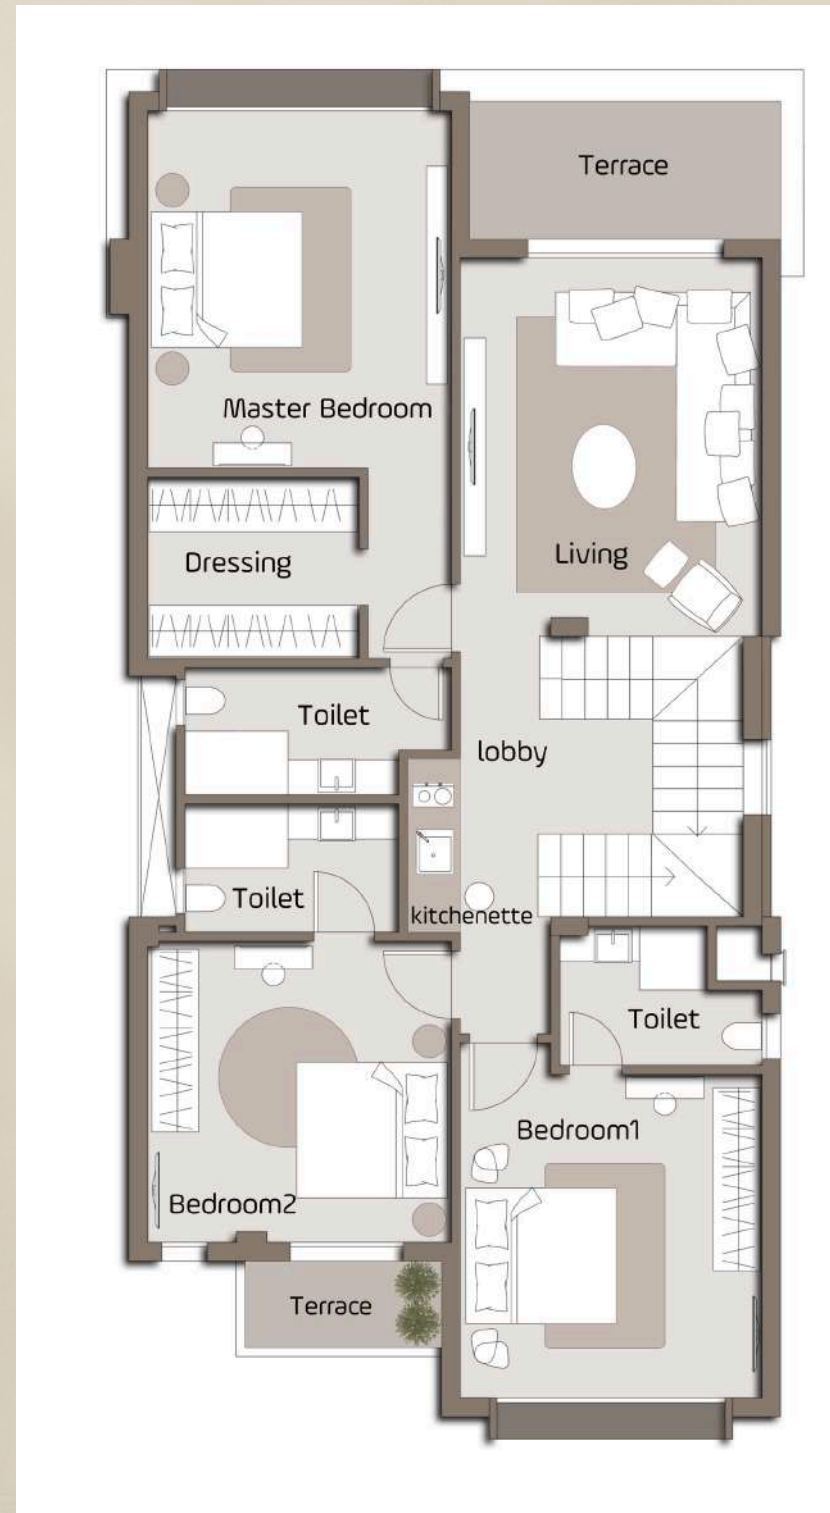 Terrace
Master Bedroom
Dressing
Living
Toilet
lobby
Toilet
kitchenette
Toilet
Bedroom1
Bedroom2
Terrace